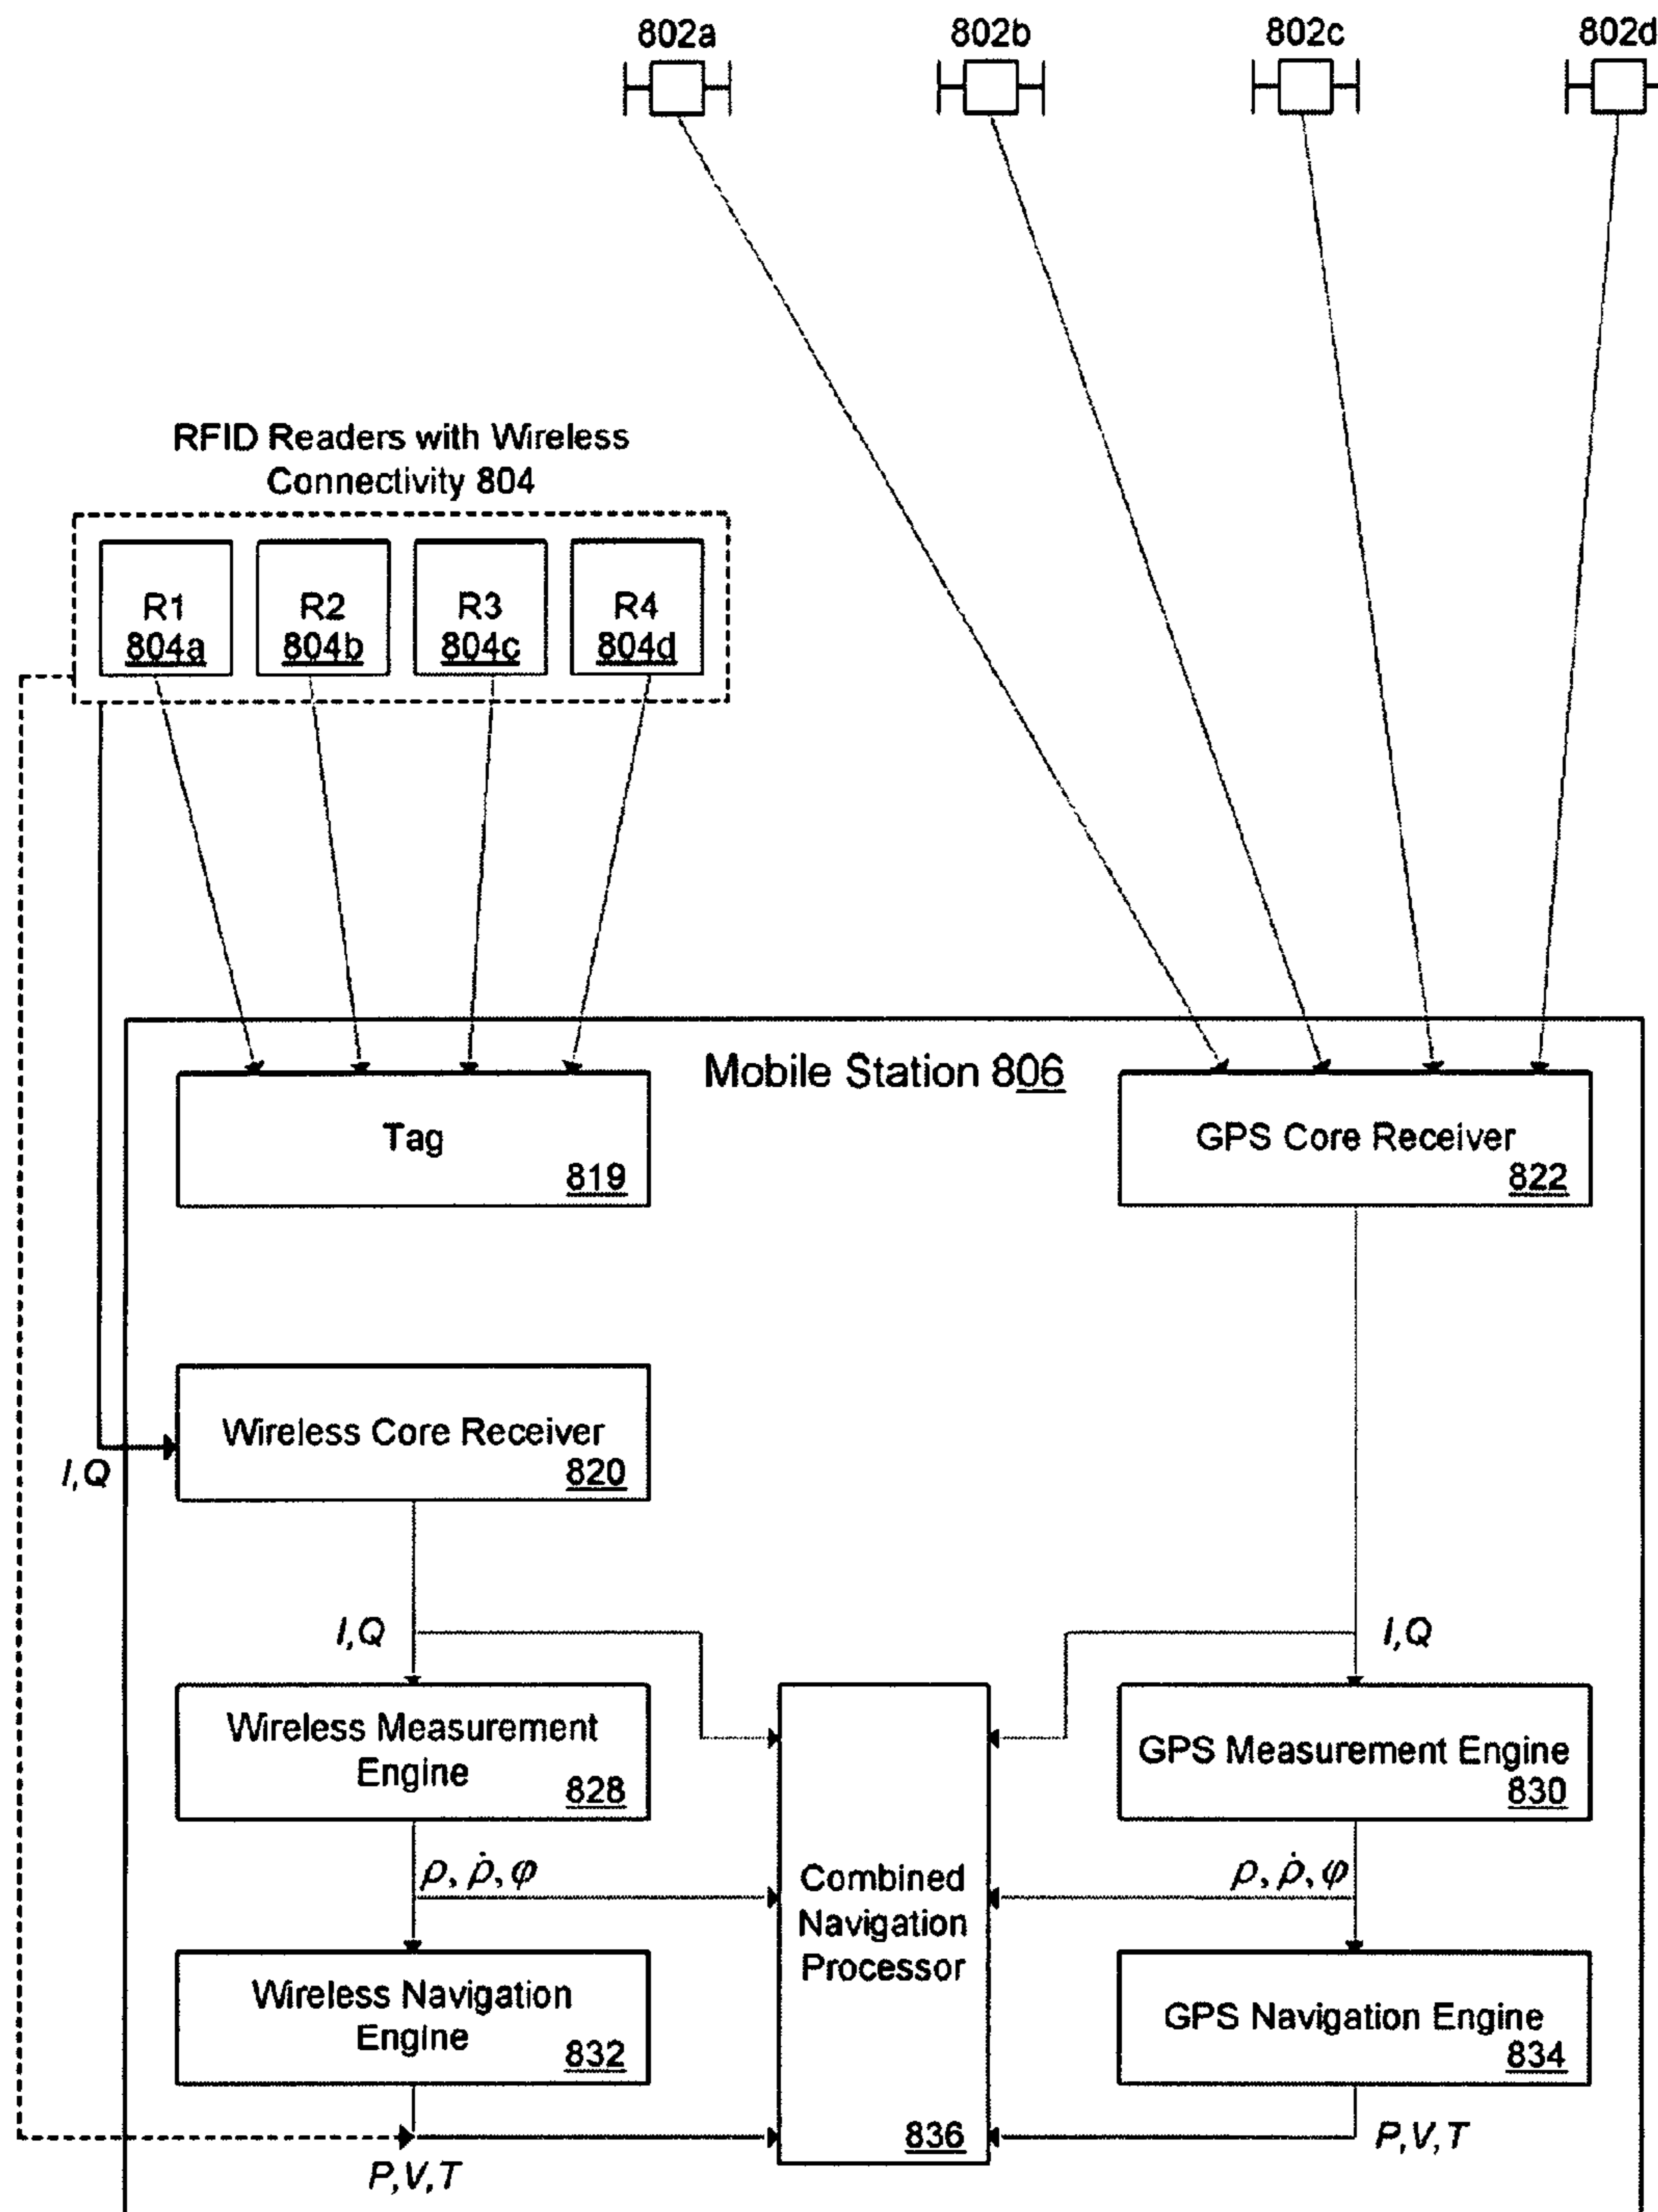 802a
802b
802c
802d
RFID Readers with Wireless
Connectivity 804
R1
804a
R2
804b
R3
804c
R4
804d
Mobile Station 806
Tag
819
GPS Core Receiver
822
Wireless Core Receiver
820
I,Q
I,Q
I,Q
Wireless Measurement
Engine
828
GPS Measurement Engine
830
ρ, ρ̇, φ
ρ, ρ̇, φ
Combined
Navigation
Processor
836
Wireless Navigation
Engine
832
GPS Navigation Engine
834
P,V,T
P,V,T